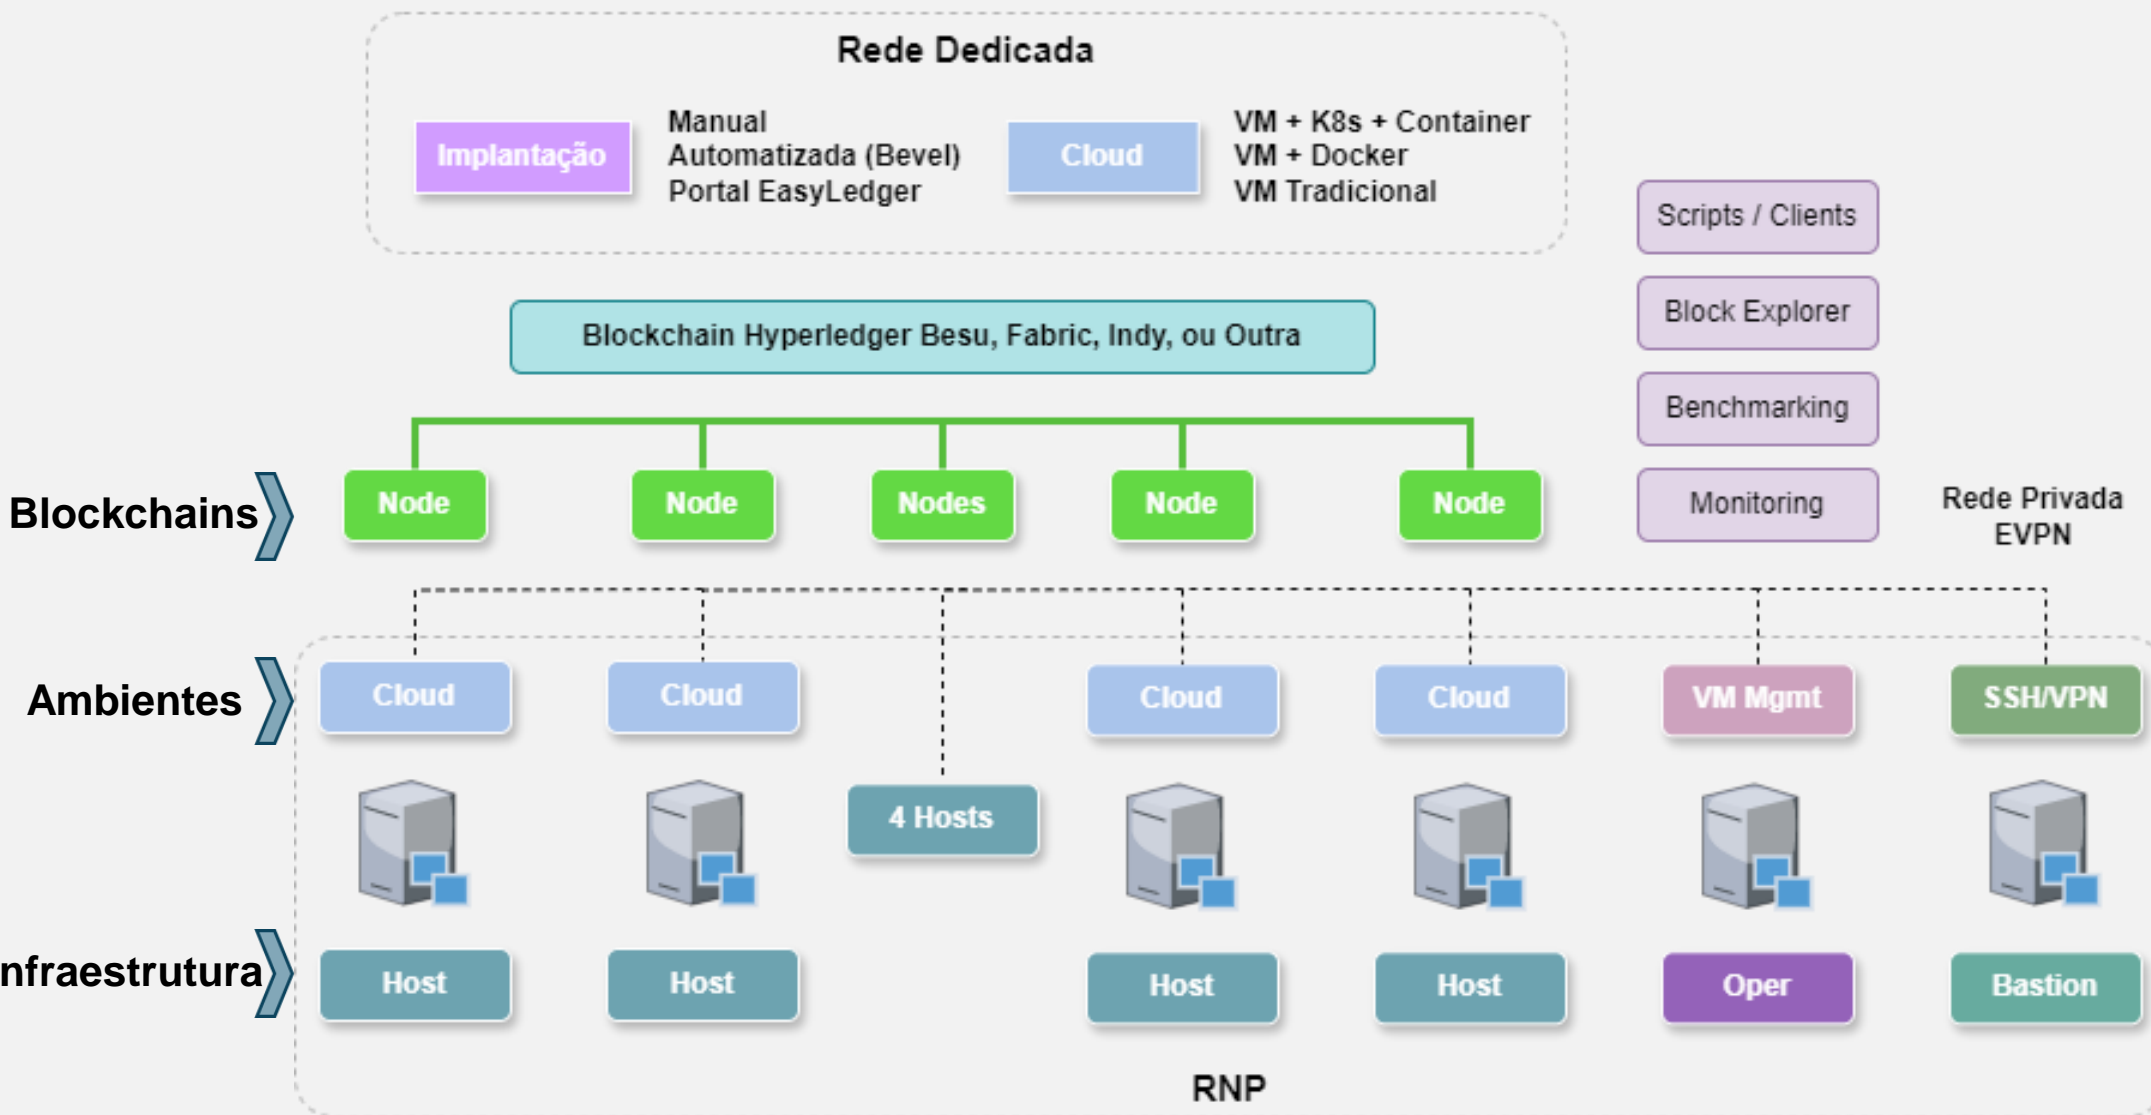 Rede Dedicada
Implantação
Manual
Automatizada (Bevel)
Portal EasyLedger
Cloud
VM + K8s + Container
VM + Docker
VM Tradicional
Scripts / Clients
Block Explorer
Benchmarking
Monitoring
Blockchain Hyperledger Besu, Fabric, Indy, ou Outra
Blockchains
Node
Node
Nodes
Node
Node
Rede Privada
EVPN
Ambientes
Cloud
Cloud
Cloud
Cloud
VM Mgmt
SSH/VPN
4 Hosts
nfraestrutura
Host
Host
Host
Host
Oper
Bastion
RNP